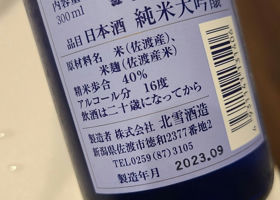 内容量
300ml
品目 日本酒 純米大吟醸
原材料名 米(佐渡産)、
米麹(佐渡産米)
精米歩合 40%
アルコール分 16度
飲酒は二十歳になってから
製造者 株式会社 北雪酒造
新潟県佐渡市徳和2377番地2
TEL0259(87)3105
製造年月 2023.09